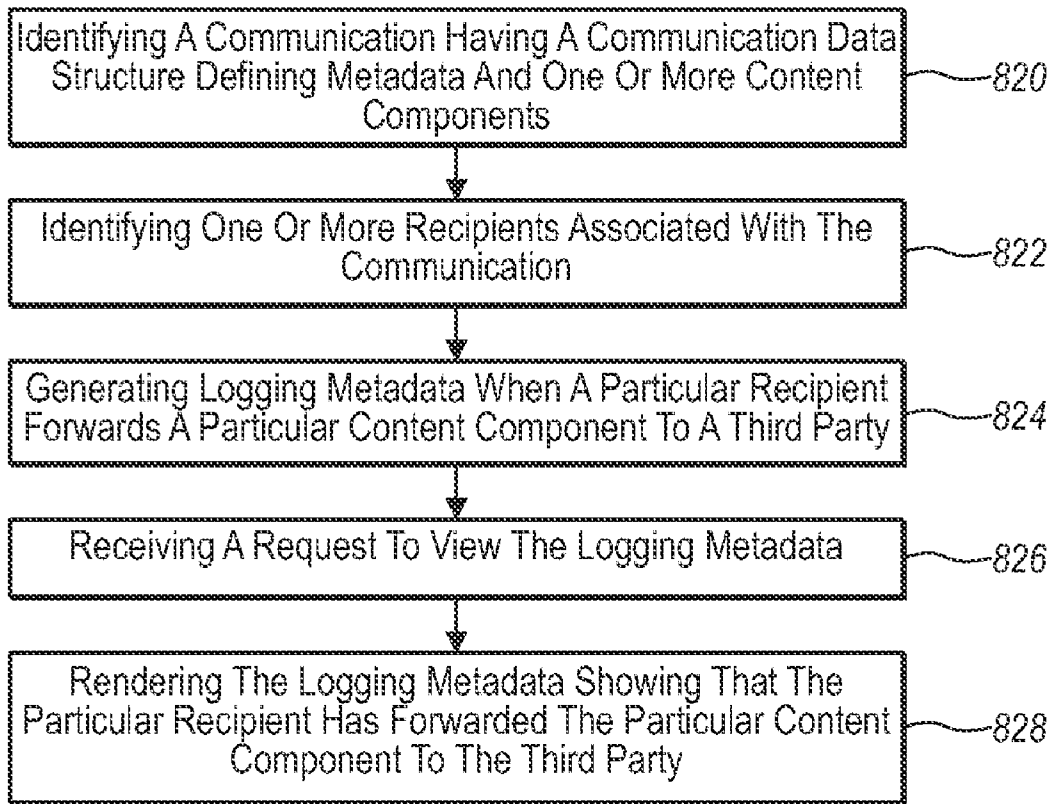 Identifying A Communication Having A Communication Data
Structure Defining Metadata And One Or More Content
Components
820
Identifying One Or More Recipients Associated With The
Communication
822
Generating Logging Metadata When A Particular Recipient
Forwards A Particular Content Component To A Third Party
824
Receiving A Request To View The Logging Metadata
826
Rendering The Logging Metadata Showing That The
Particular Recipient Has Forwarded The Particular Content
Component To The Third Party
828